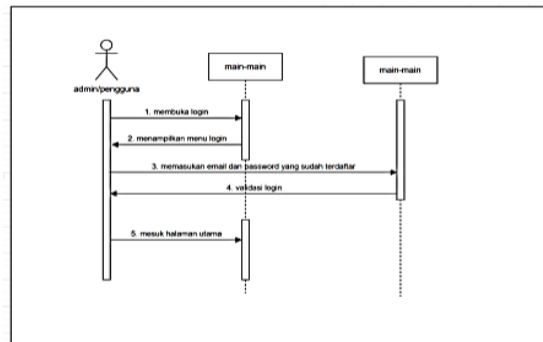 main-main
main-main
admin/pengguna
1. membuka login
2. menampilkan menu login
3. memasukan email dan password yang sudah terdaftar
4. validasi login
5. mesuk halaman utama